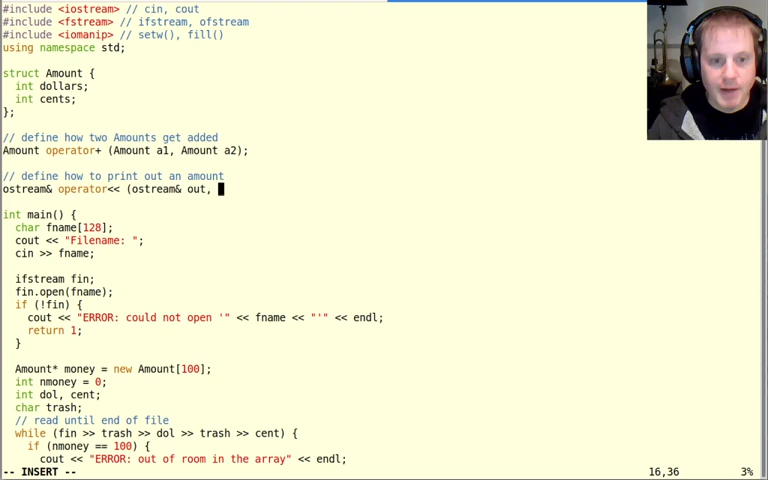 #include <iostream> // cin, cout
#include <fstream> // ifstream, ofstream
#include <iomanip> // setw(), fill()
using namespace std;
struct Amount {
int dollars;
int cents;
};
// define how two Amounts get added
Amount operator+ (Amount a1, Amount a2);
// define how to print out an amount
ostream& operator<< (ostream& out,
int main() {
char fname[128];
cout << "Filename: ";
cin >> fname;
ifstream fin;
fin.open(fname);
if (!fin) {
cout << "ERROR: could not open '" << fname << "'" << endl;
return 1;
}
Amount* money = new Amount[100];
int nmoney = 0;
int dol, cent;
char trash;
// read until end of file
while (fin >> trash >> dol >> trash >> cent) {
if (nmoney == 100) {
cout << "ERROR: out of room in the array" << endl;
-- INSERT -- 16,36 3%